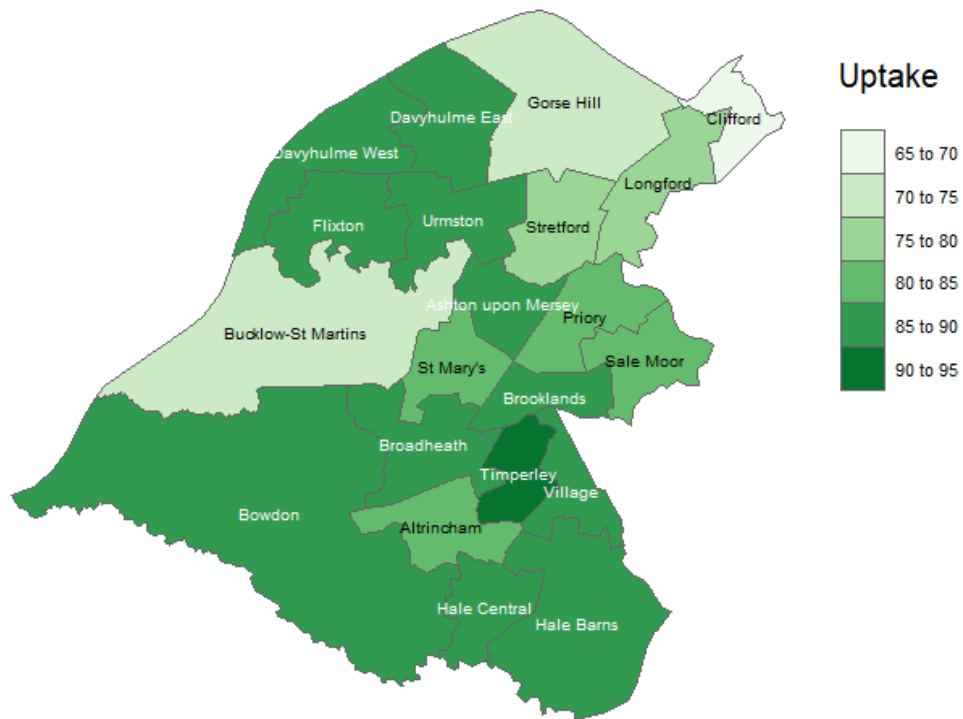 Uptake
65 to 70
70 to 75
75 to 80
80 to 85
85 to 90
90 to 95
Gorse Hill
Clifford
Davyhulme East
Davyhulme West
Longford
Flixton
Urmston
Stretford
Ashton upon Mersey
Priory
Bucklow-St Martins
St Mary's
Sale Moor
Brooklands
Broadheath
Timperley
Village
Bowdon
Altrincham
Hale Central
Hale Barns